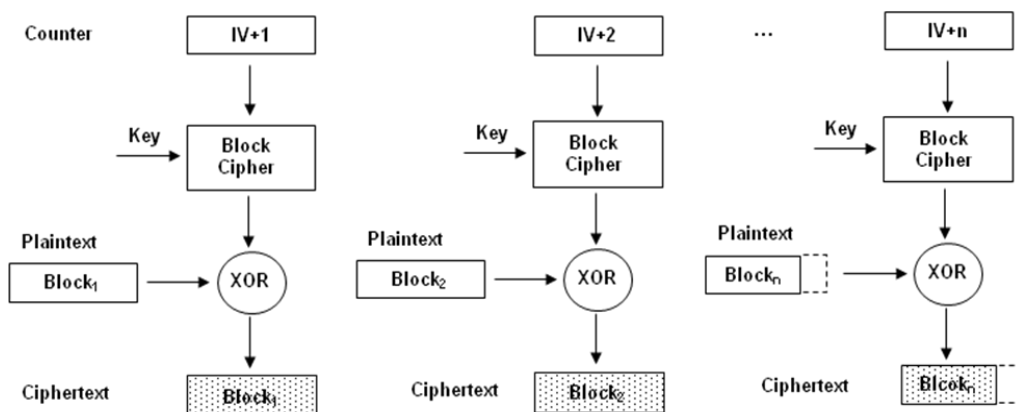 Counter IV+1 IV+2 ... IV+n
Key Block Cipher Key Block Cipher Key Block Cipher
Plaintext Plaintext Plaintext
Block₁ XOR Block₂ XOR Blockₙ XOR
Ciphertext Block₁ Ciphertext Block₂ Ciphertext Blcokₙ